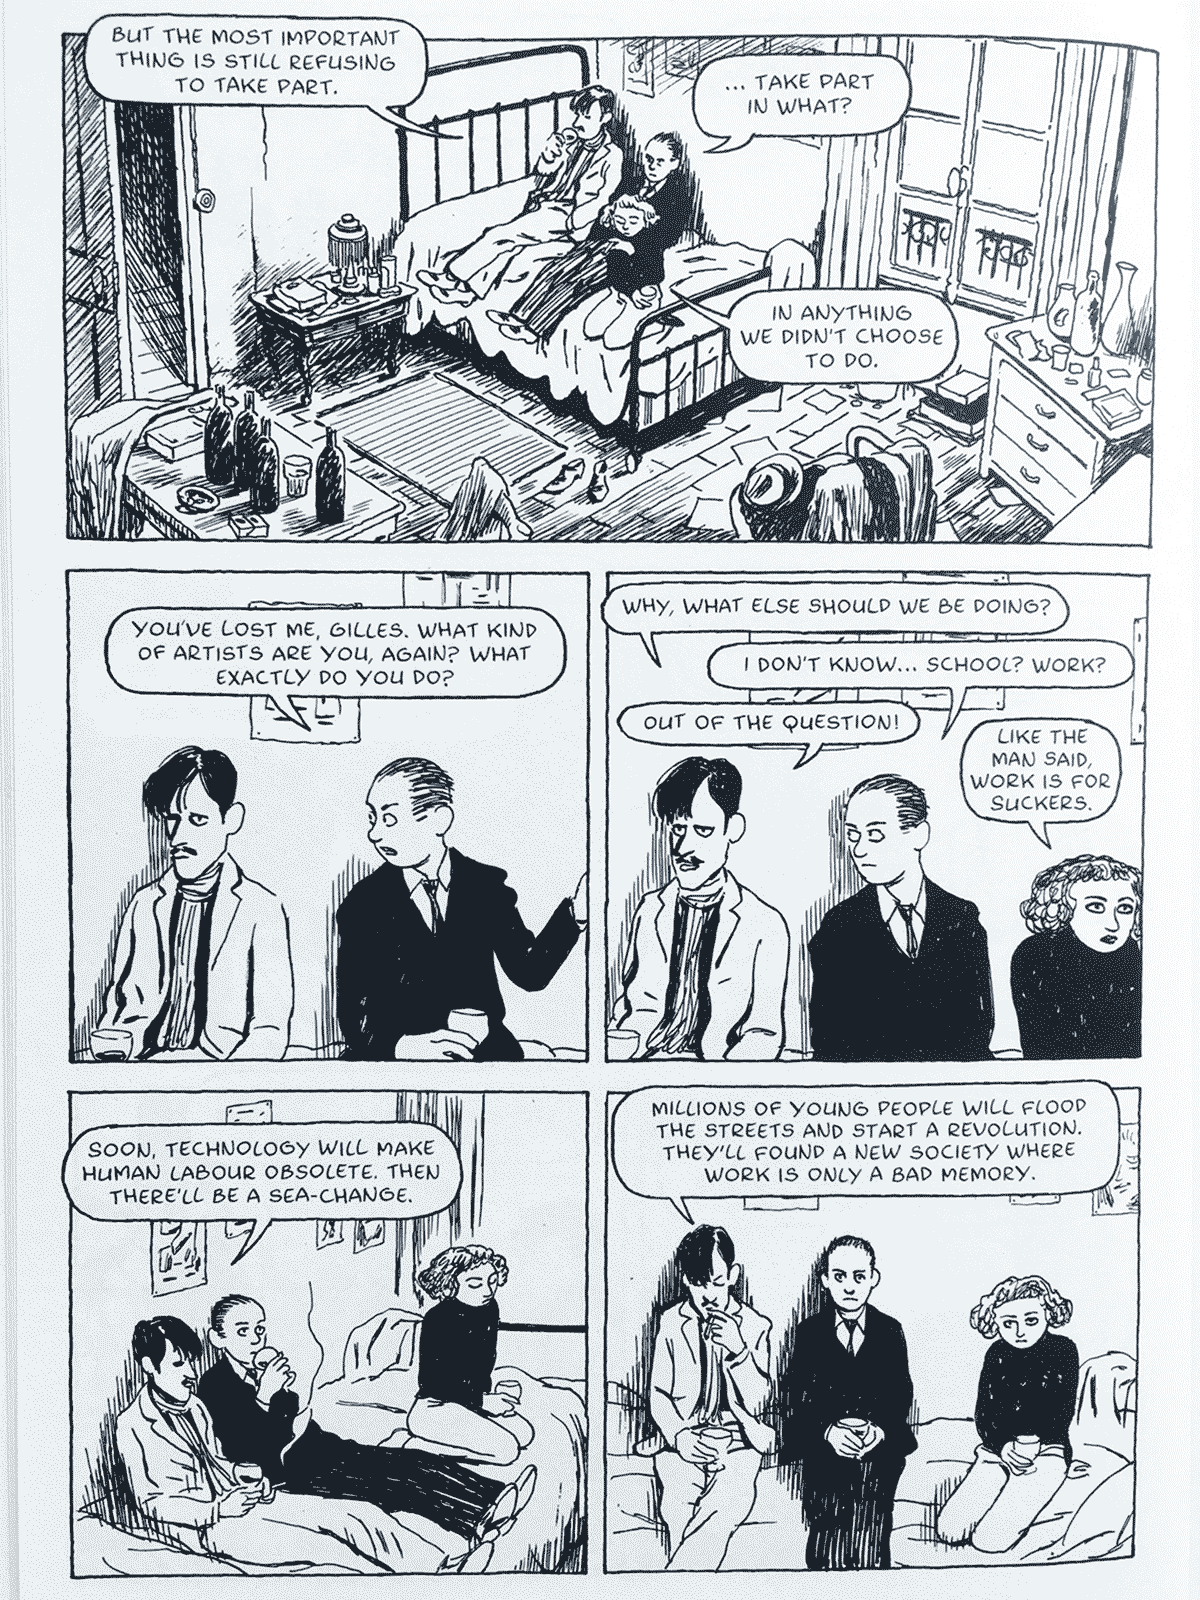 BUT THE MOST IMPORTANT
THING IS STILL REFUSING
TO TAKE PART.
... TAKE PART
IN WHAT?
IN ANYTHING
WE DIDN'T CHOOSE
TO DO.
YOU'VE LOST ME, GILLES. WHAT KIND
OF ARTISTS ARE YOU, AGAIN? WHAT
EXACTLY DO YOU DO?
WHY, WHAT ELSE SHOULD WE BE DOING?
I DON'T KNOW... SCHOOL? WORK?
OUT OF THE QUESTION!
LIKE THE
MAN SAID,
WORK IS FOR
SUCKERS.
SOON, TECHNOLOGY WILL MAKE
HUMAN LABOUR OBSOLETE. THEN
THERE'LL BE A SEA-CHANGE.
MILLIONS OF YOUNG PEOPLE WILL FLOOD
THE STREETS AND START A REVOLUTION.
THEY'LL FOUND A NEW SOCIETY WHERE
WORK IS ONLY A BAD MEMORY.